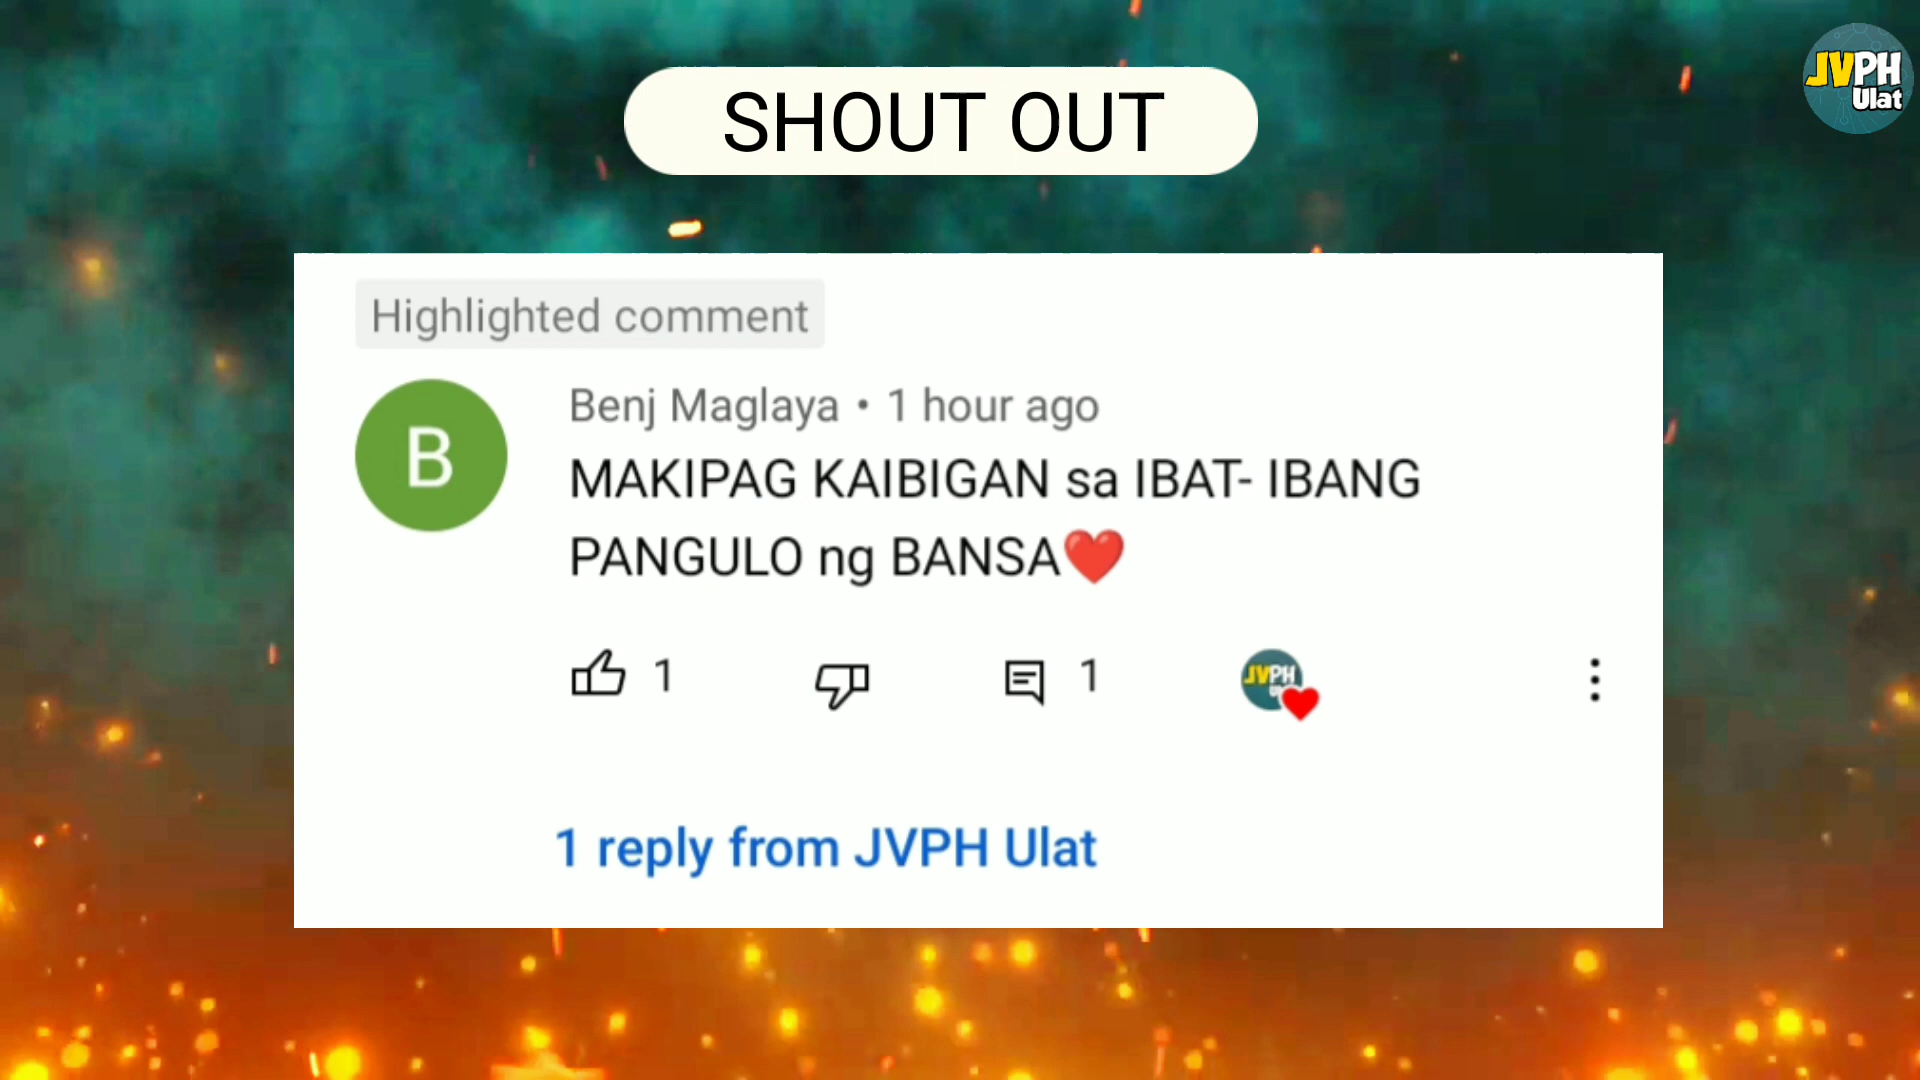 JVPH
Ulat
SHOUT OUT
Highlighted comment
B
Benj Maglaya • 1 hour ago
MAKIPAG KAIBIGAN sa IBAT- IBANG
PANGULO ng BANSA❤️
1
1
JVPH
1 reply from JVPH Ulat